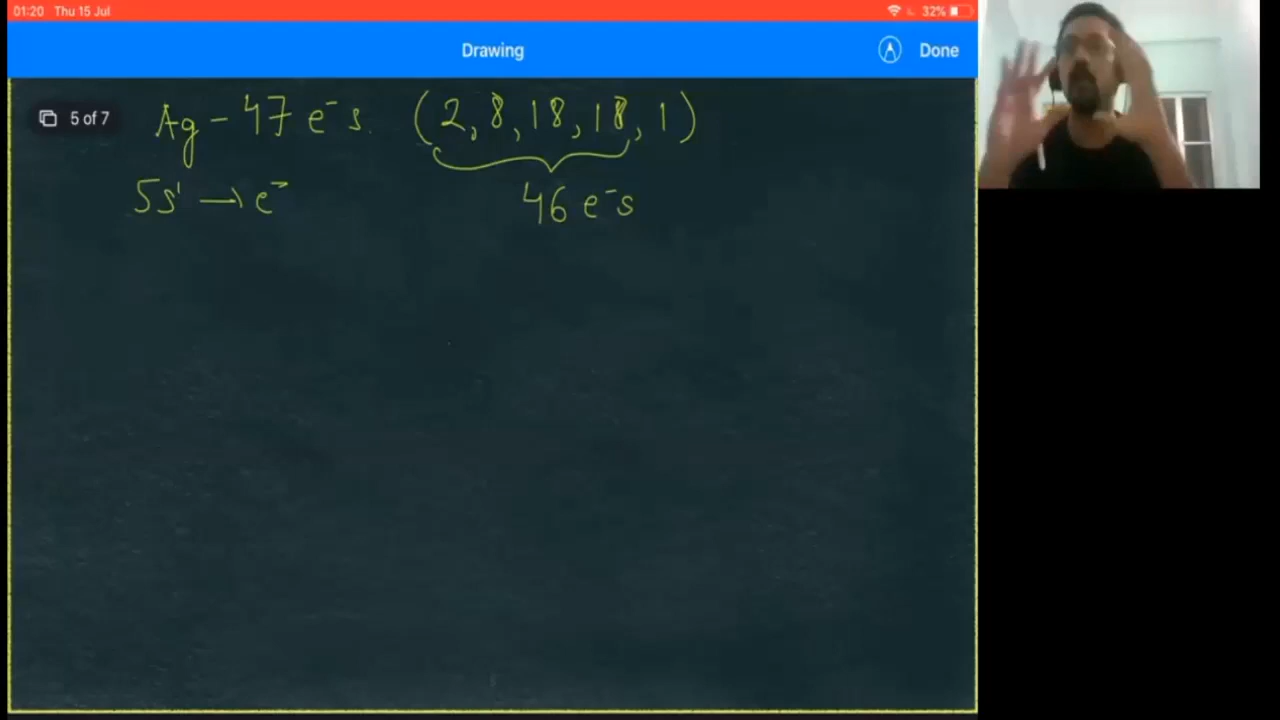 01:20 Thu 15 Jul 32%
Drawing Done
5 of 7
Ag - 47 e⁻s. (2, 8, 18, 18, 1)
5s¹ → e⁻ 46 e⁻s